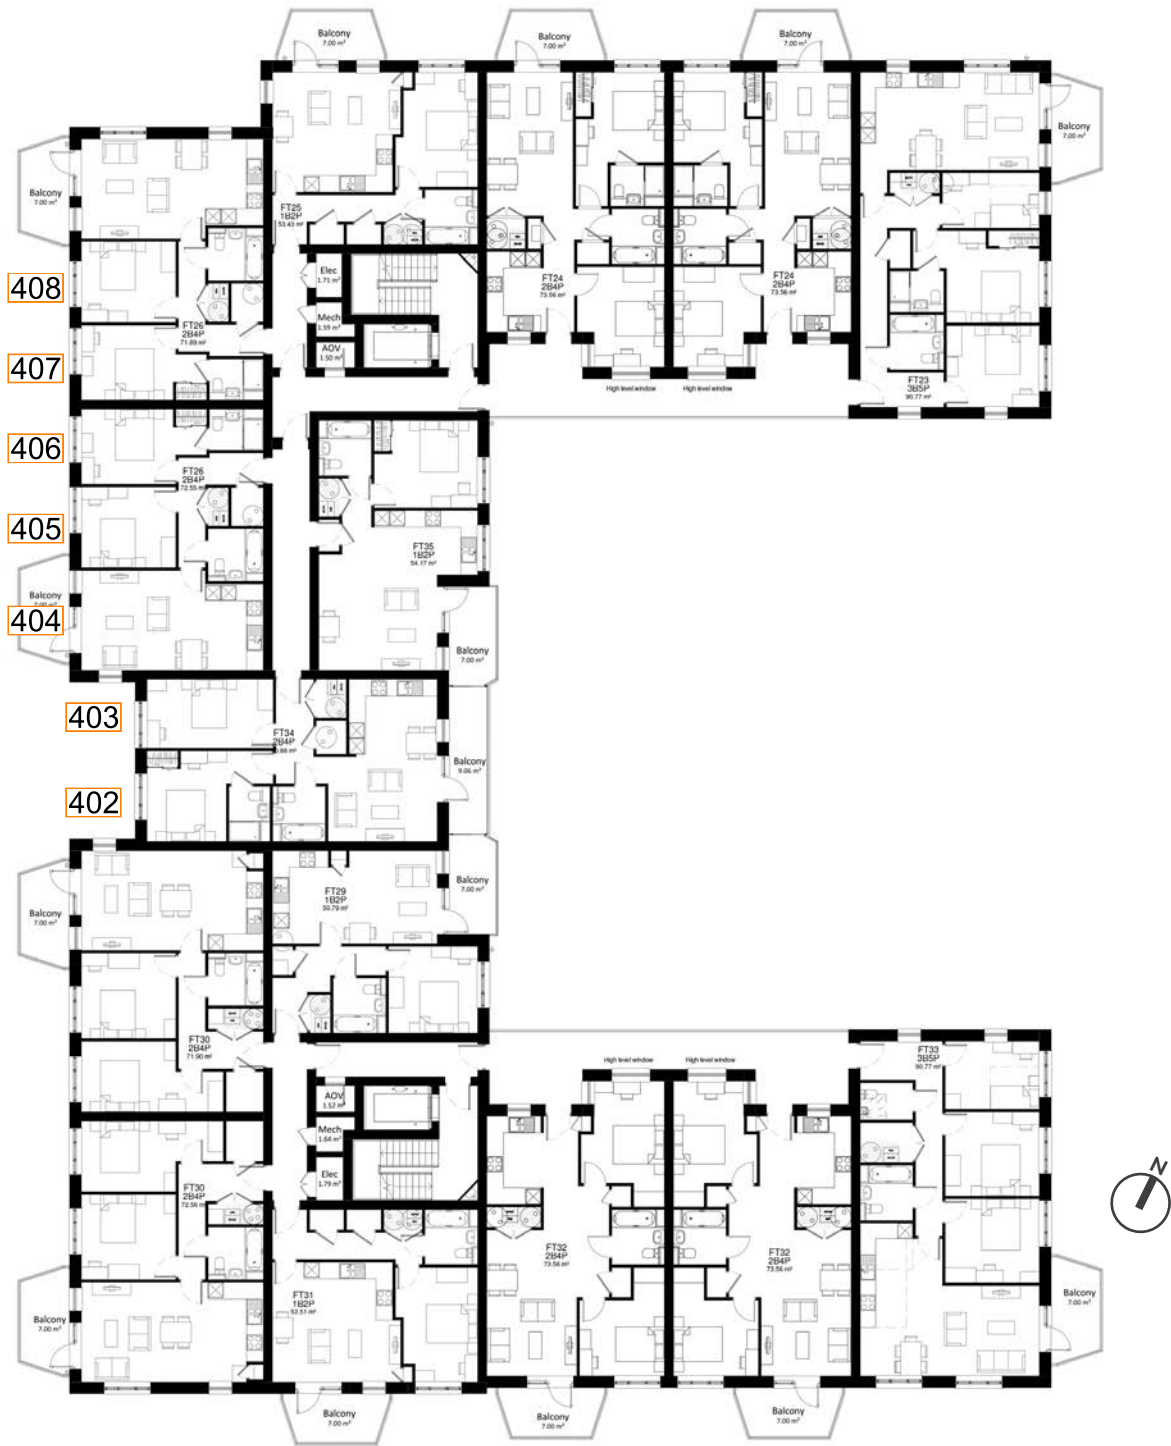 Balcony
7.00 m²
Balcony
7.00 m²
Balcony
7.00 m²
Balcony
7.00 m²
Balcony
7.00 m²
FT25
1B2P
53.43 m²
Elec
1.71 m²
Mech
1.59 m²
AOV
1.50 m²
FT24
2B4P
73.56 m²
FT24
2B4P
73.56 m²
High level window
High level window
FT23
3B5P
90.77 m²
408
FT26
2B4P
71.89 m²
407
406
FT26
2B4P
72.55 m²
405
Balcony
404
FT35
1B2P
54.17 m²
Balcony
7.00 m²
403
FT34
2B4P
402
Balcony
9.06 m²
FT29
1B2P
50.79 m²
Balcony
7.00 m²
Balcony
7.00 m²
FT30
2B4P
71.90 m²
AOV
1.52 m²
Mech
1.64 m²
Elec
1.79 m²
High level window
High level window
FT33
3B5P
90.77 m²
FT30
2B4P
72.56 m²
N
FT32
2B4P
73.56 m²
FT32
2B4P
73.56 m²
FT31
1B2P
52.51 m²
Balcony
7.00 m²
Balcony
7.00 m²
Balcony
7.00 m²
Balcony
7.00 m²
Balcony
7.00 m²